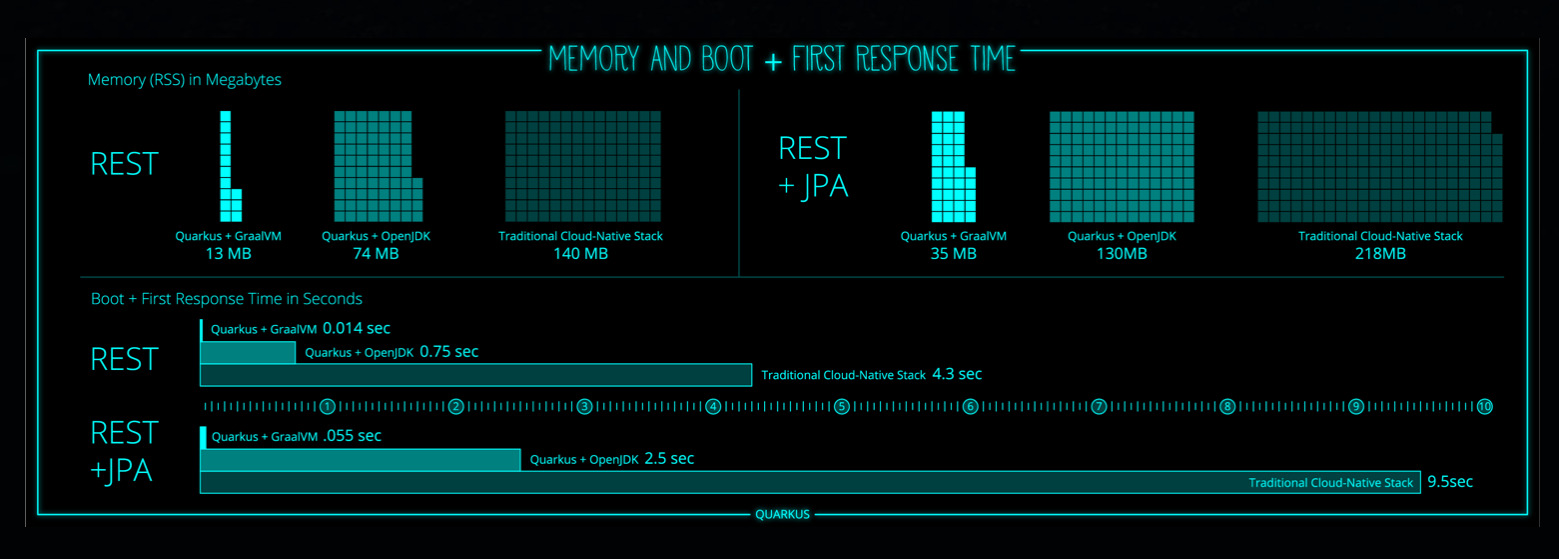 MEMORY AND BOOT + FIRST RESPONSE TIME
Memory (RSS) in Megabytes
REST
Quarkus + GraalVM
13 MB
Quarkus + OpenJDK
74 MB
Traditional Cloud-Native Stack
140 MB
REST
+ JPA
Quarkus + GraalVM
35 MB
Quarkus + OpenJDK
130MB
Traditional Cloud-Native Stack
218MB
Boot + First Response Time in Seconds
REST
Quarkus + GraalVM 0.014 sec
Quarkus + OpenJDK 0.75 sec
Traditional Cloud-Native Stack 4.3 sec
1 2 3 4 5 6 7 8 9 10
REST
+JPA
Quarkus + GraalVM .055 sec
Quarkus + OpenJDK 2.5 sec
Traditional Cloud-Native Stack 9.5sec
QUARKUS